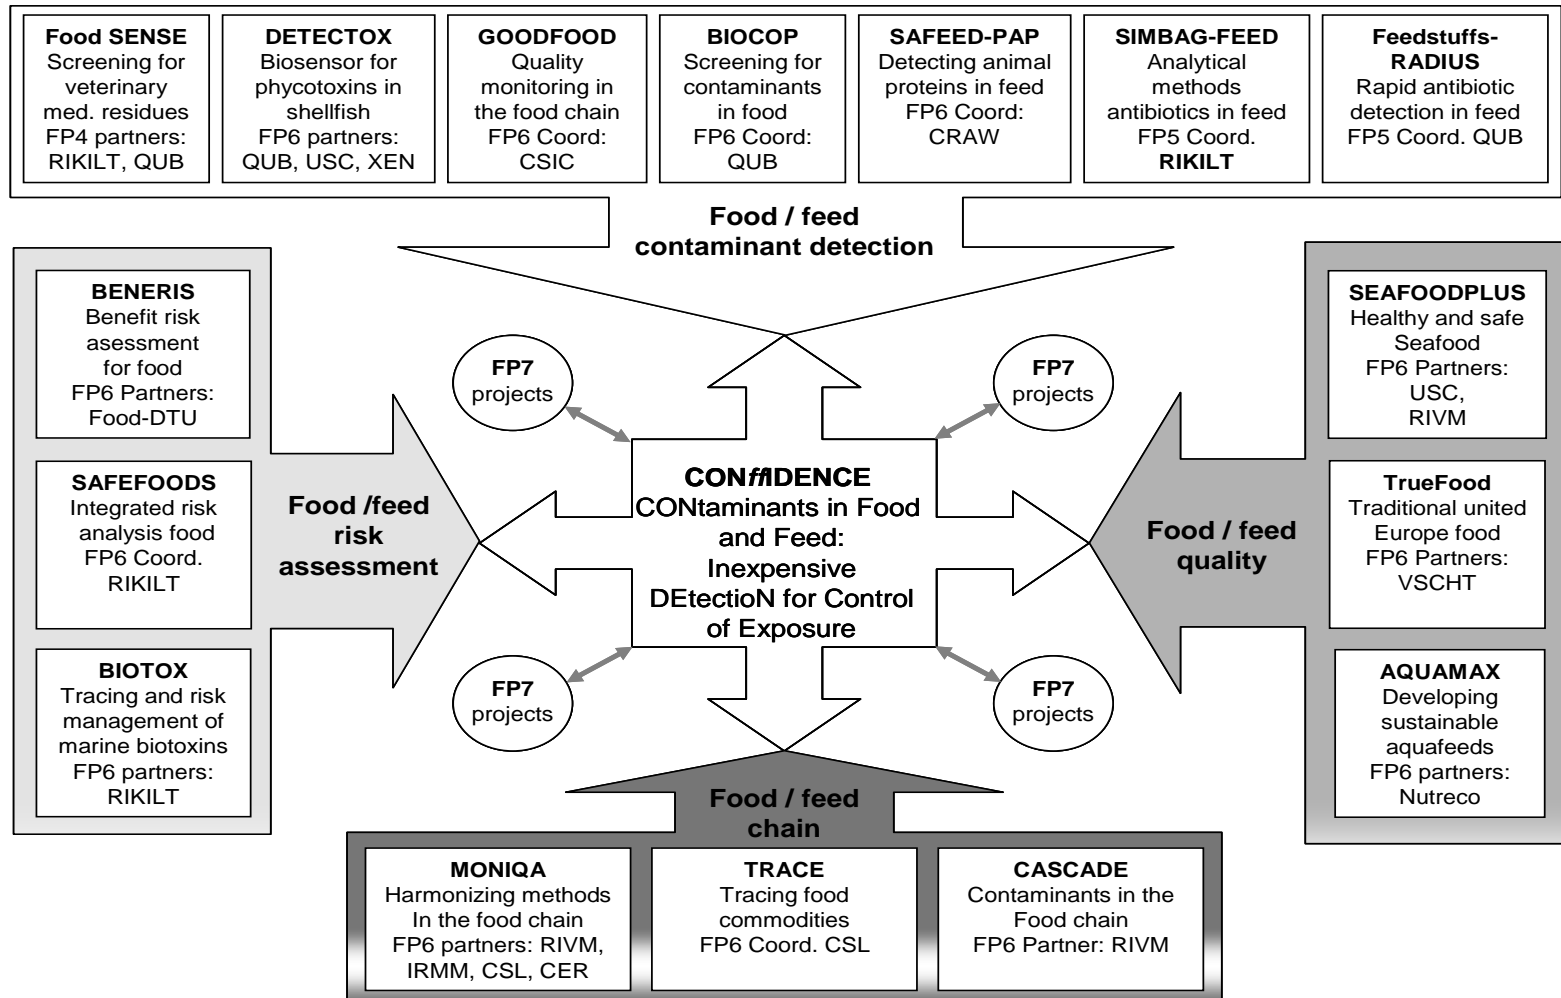 Food SENSE
Screening for
veterinary
med. residues
FP4 partners:
RIKILT, QUB
DETECTOX
Biosensor for
phycotoxins in
shellfish
FP6 partners:
QUB, USC, XEN
GOODFOOD
Quality
monitoring in
the food chain
FP6 Coord:
CSIC
BIOCOP
Screening for
contaminants
in food
FP6 Coord:
QUB
SAFEED-PAP
Detecting animal
proteins in feed
FP6 Coord:
CRAW
SIMBAG-FEED
Analytical
methods
antibiotics in feed
FP5 Coord.
RIKILT
Feedstuffs-
RADIUS
Rapid antibiotic
detection in feed
FP5 Coord. QUB
Food / feed
contaminant detection
BENERIS
Benefit risk
asessment
for food
FP6 Partners:
Food-DTU
SAFEFOODS
Integrated risk
analysis food
FP6 Coord.
RIKILT
BIOTOX
Tracing and risk
management of
marine biotoxins
FP6 partners:
RIKILT
Food /feed
risk
assessment
FP7
projects
FP7
projects
CONffIDENCE
CONtaminants in Food
and Feed:
Inexpensive
DEtectioN for Control
of Exposure
FP7
projects
FP7
projects
Food / feed
quality
SEAFOODPLUS
Healthy and safe
Seafood
FP6 Partners:
USC,
RIVM
TrueFood
Traditional united
Europe food
FP6 Partners:
VSCHT
AQUAMAX
Developing
sustainable
aquafeeds
FP6 partners:
Nutreco
Food / feed
chain
MONIQA
Harmonizing methods
In the food chain
FP6 partners: RIVM,
IRMM, CSL, CER
TRACE
Tracing food
commodities
FP6 Coord. CSL
CASCADE
Contaminants in the
Food chain
FP6 Partner: RIVM